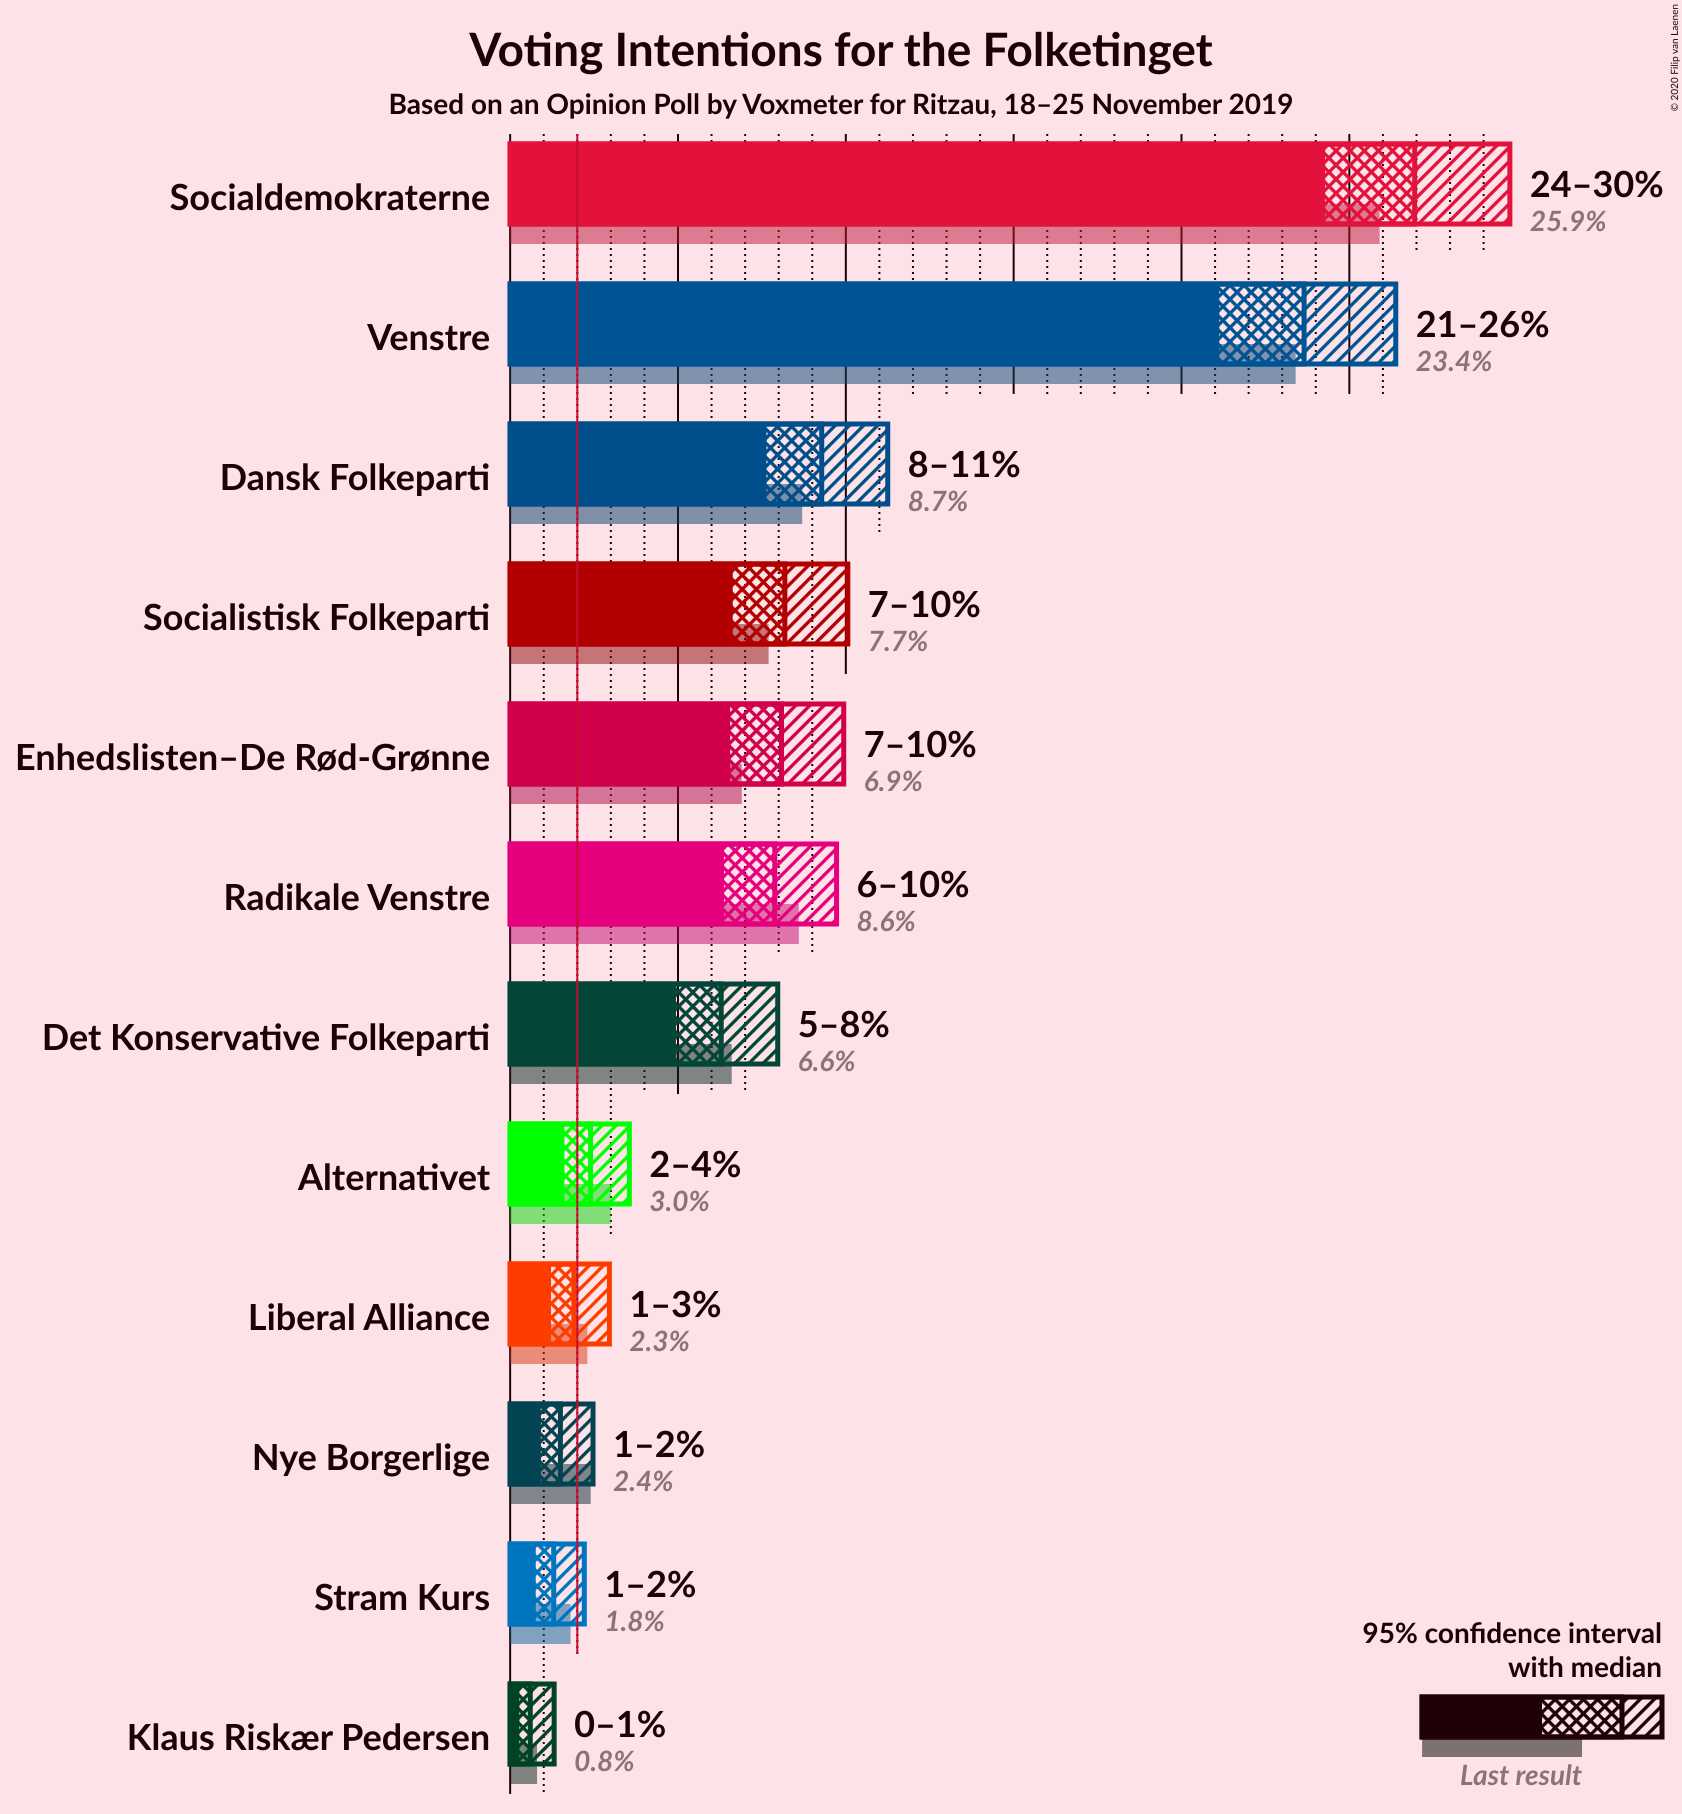 Voting Intentions for the Folketinget
Based on an Opinion Poll by Voxmeter for Ritzau, 18–25 November 2019
© 2020 Filip van Laenen
Socialdemokraterne
24–30%
25.9%
Venstre
21–26%
23.4%
Dansk Folkeparti
8–11%
8.7%
Socialistisk Folkeparti
7–10%
7.7%
Enhedslisten–De Rød-Grønne
7–10%
6.9%
Radikale Venstre
6–10%
8.6%
Det Konservative Folkeparti
5–8%
6.6%
Alternativet
2–4%
3.0%
Liberal Alliance
1–3%
2.3%
Nye Borgerlige
1–2%
2.4%
Stram Kurs
1–2%
1.8%
Klaus Riskær Pedersen
0–1%
0.8%
95% confidence interval
with median
Last result